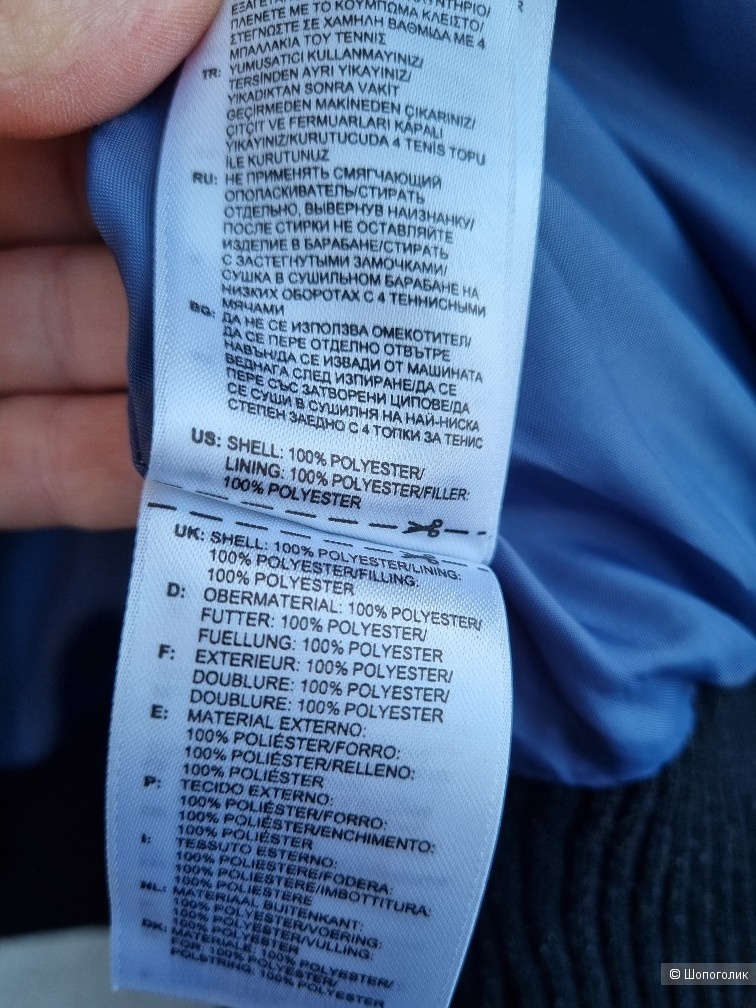 ΠΛΕΝΕΤΕ ΜΕ ΤΟ ΚΟΥΜΠΩΜΑ ΚΛΕΙΣΤΟ/
ΣΤΕΓΝΩΣΤΕ ΣΕ ΧΑΜΗΛΗ ΒΑΘΜΙΔΑ ΜΕ 4
ΜΠΑΛΛΑΚΙΑ ΤΟΥ ΤΕΝΝΙΣ
TR: YUMUSATICI KULLANMAYINIZ/
TERSİNDEN AYRI YIKAYINIZ/
YIKADIKTAN SONRA VAKİT
GEÇİRMEDEN MAKİNEDEN ÇIKARINIZ/
ÇITÇIT VE FERMUARLARI KAPALI
YIKAYINIZ/KURUTUCUDA 4 TENİS TOPU
İLE KURUTUNUZ
RU: НЕ ПРИМЕНЯТЬ СМЯГЧАЮЩИЙ
ОПОЛАСКИВАТЕЛЬ/СТИРАТЬ
ОТДЕЛЬНО, ВЫВЕРНУВ НАИЗНАНКУ/
ПОСЛЕ СТИРКИ НЕ ОСТАВЛЯЙТЕ
ИЗДЕЛИЕ В БАРАБАНЕ/СТИРАТЬ
С ЗАСТЕГНУТЫМИ ЗАМОЧКАМИ/
СУШКА В СУШИЛЬНОМ БАРАБАНЕ НА
НИЗКИХ ОБОРОТАХ С 4 ТЕННИСНЫМИ
МЯЧАМИ
BG: ДА НЕ СЕ ИЗПОЛЗВА ОМЕКОТИТЕЛ/
ДА СЕ ПЕРЕ ОТДЕЛНО ОТВЪТРЕ
НАВЪН/ДА СЕ ИЗВАДИ ОТ МАШИНАТА
ВЕДНАГА СЛЕД ИЗПИРАНЕ/ДА СЕ
ПЕРЕ СЪС ЗАТВОРЕНИ ЦИПОВЕ/ДА
СЕ СУШИ В СУШИЛНЯ НА НАЙ-НИСКА
СТЕПЕН ЗАЕДНО С 4 ТОПКИ ЗА ТЕНИС
US: SHELL: 100% POLYESTER/
LINING: 100% POLYESTER/FILLER:
100% POLYESTER
UK: SHELL: 100% POLYESTER/LINING:
100% POLYESTER/FILLING:
100% POLYESTER
D: OBERMATERIAL: 100% POLYESTER/
FUTTER: 100% POLYESTER/
FUELLUNG: 100% POLYESTER
F: EXTERIEUR: 100% POLYESTER/
DOUBLURE: 100% POLYESTER/
DOUBLURE: 100% POLYESTER
E: MATERIAL EXTERNO:
100% POLIÉSTER/FORRO:
100% POLIÉSTER/RELLENO:
100% POLIÉSTER
P: TECIDO EXTERNO:
100% POLIÉSTER/FORRO:
100% POLIÉSTER/ENCHIMENTO:
100% POLIÉSTER
I: TESSUTO ESTERNO:
100% POLIESTERE/FODERA:
100% POLIESTERE/IMBOTTITURA:
100% POLIESTERE
NL: MATERIAAL BUITENKANT:
100% POLYESTER/VOERING:
100% POLYESTER/VULLING:
100% POLYESTER
DK: MATERIALE: 100% POLYESTER/
FOR: 100% POLYESTER/
POLSTRING: 100% POLYESTER
© Шопоголик